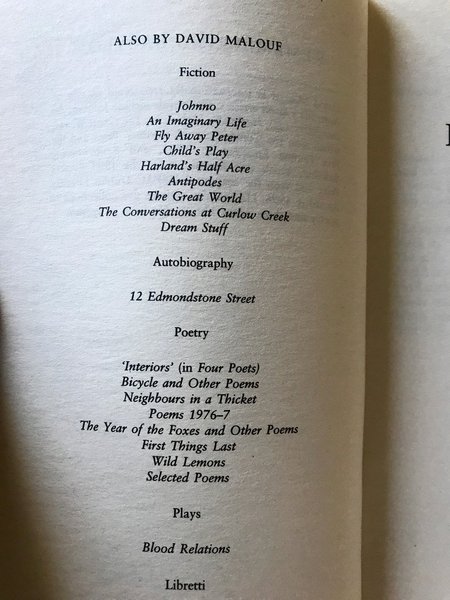 ALSO BY DAVID MALOUF
Fiction
Johnno
An Imaginary Life
Fly Away Peter
Child's Play
Harland's Half Acre
Antipodes
The Great World
The Conversations at Curlow Creek
Dream Stuff
Autobiography
12 Edmondstone Street
Poetry
'Interiors' (in Four Poets)
Bicycle and Other Poems
Neighbours in a Thicket
Poems 1976–7
The Year of the Foxes and Other Poems
First Things Last
Wild Lemons
Selected Poems
Plays
Blood Relations
Libretti